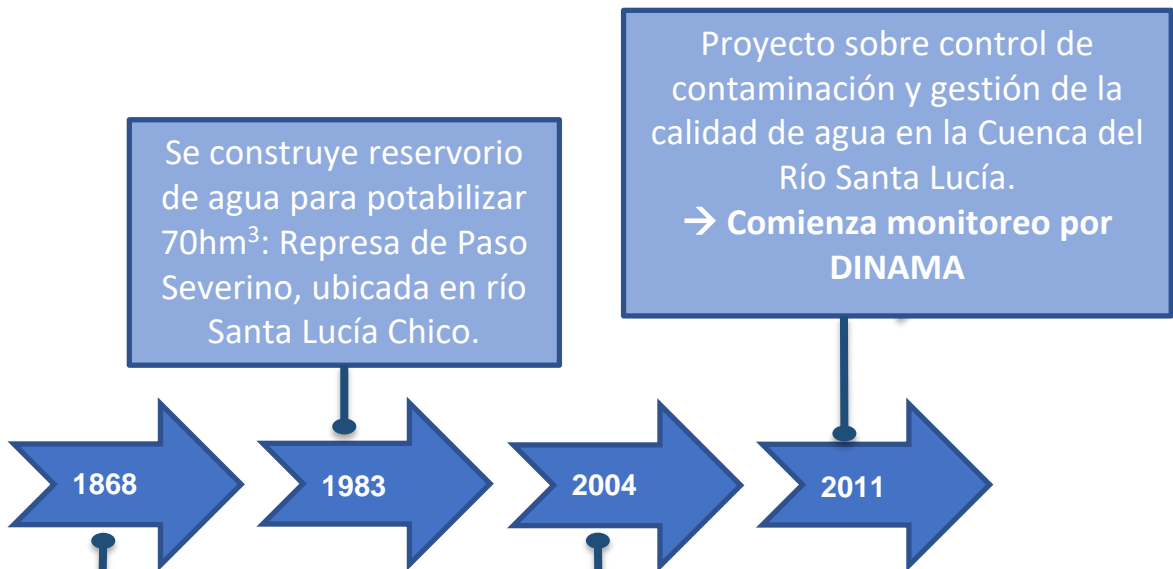 Proyecto sobre control de
contaminación y gestión de la
calidad de agua en la Cuenca del
Río Santa Lucía.
→ Comienza monitoreo por
DINAMA
Se construye reservorio
de agua para potabilizar
70hm³: Represa de Paso
Severino, ubicada en río
Santa Lucía Chico.
1868
1983
2004
2011